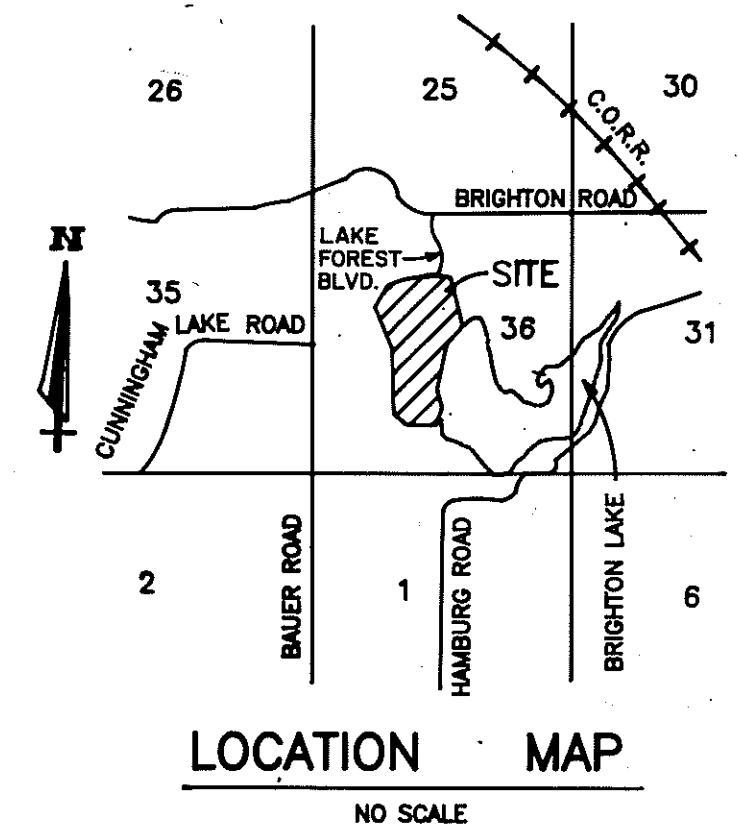 26
25
30
C.O.R.R.
BRIGHTON ROAD
N
LAKE
FOREST
BLVD.
SITE
35
36
31
LAKE ROAD
CUNNINGHAM
2
BAUER ROAD
1
HAMBURG ROAD
BRIGHTON LAKE
6
LOCATION MAP
NO SCALE